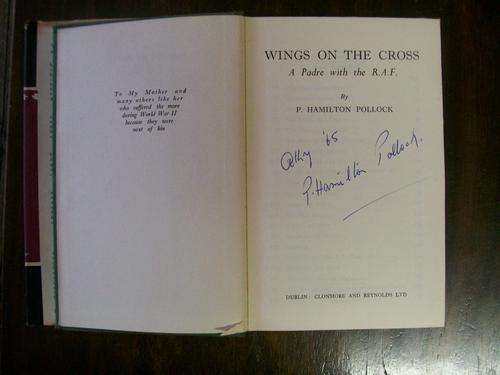 To My Mother and
many others like her
who suffered the more
during World War II
because they were
next of kin
WINGS ON THE CROSS
A Padre with the R.A.F.
By
P. HAMILTON POLLOCK
Athy '65
P. Hamilton Pollock.
DUBLIN: CLONMORE AND REYNOLDS LTD